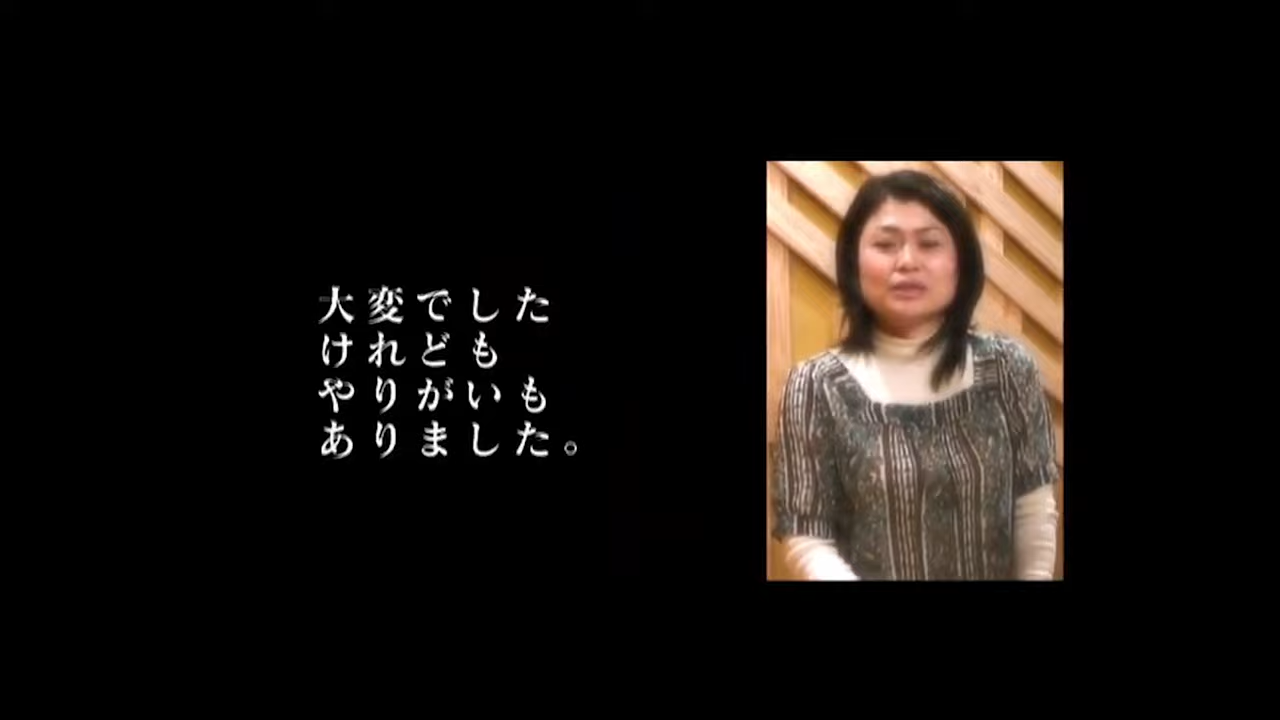 大変でした
けれども
やりがいも
ありました。